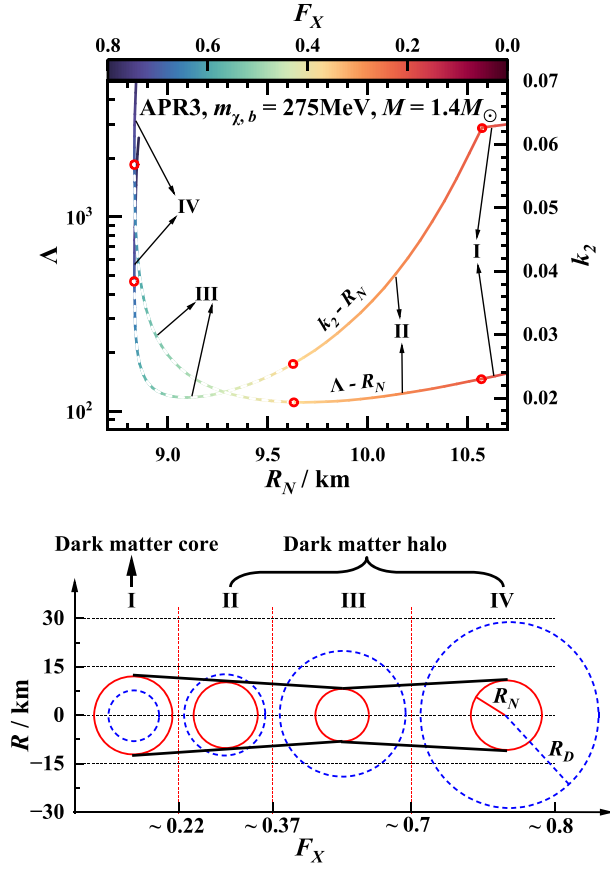 F_X
0.8 0.6 0.4 0.2 0.0
APR3, m_{χ, b} = 275MeV, M = 1.4M_☉
0.07
0.06
0.05
0.04
0.03
0.02
k_2
10^3
10^2
Λ
IV
III
I
II
k_2 - R_N
Λ - R_N
9.0 9.5 10.0 10.5
R_N / km
Dark matter core
Dark matter halo
I II III IV
30
15
0
−15
−30
R / km
R_N
R_D
~ 0.22 ~ 0.37 ~ 0.7 ~ 0.8
F_X